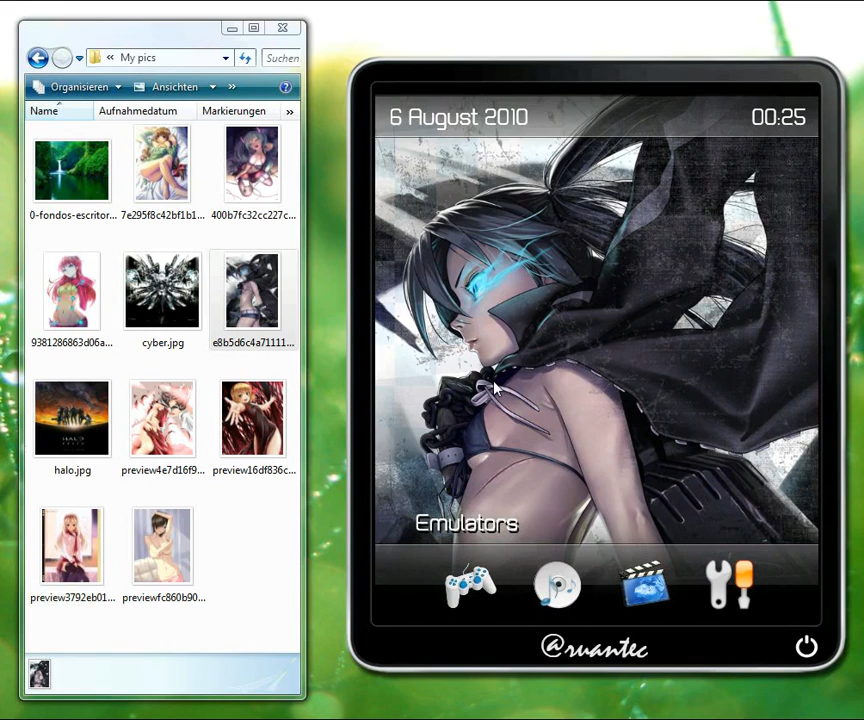 « My pics
Suchen
Organisieren
Ansichten
»
Name
Aufnahmedatum
Markierungen
»
0-fondos-escritor...
7e295f8c42bf1b1...
400b7fc32cc227c...
9381286863d06a...
cyber.jpg
e8b5d6c4a71111...
HALO
halo.jpg
preview4e7d16f9...
preview16df836c...
preview3792eb01...
previewfc860b90...
6 August 2010
00:25
Emulators
@ruantec